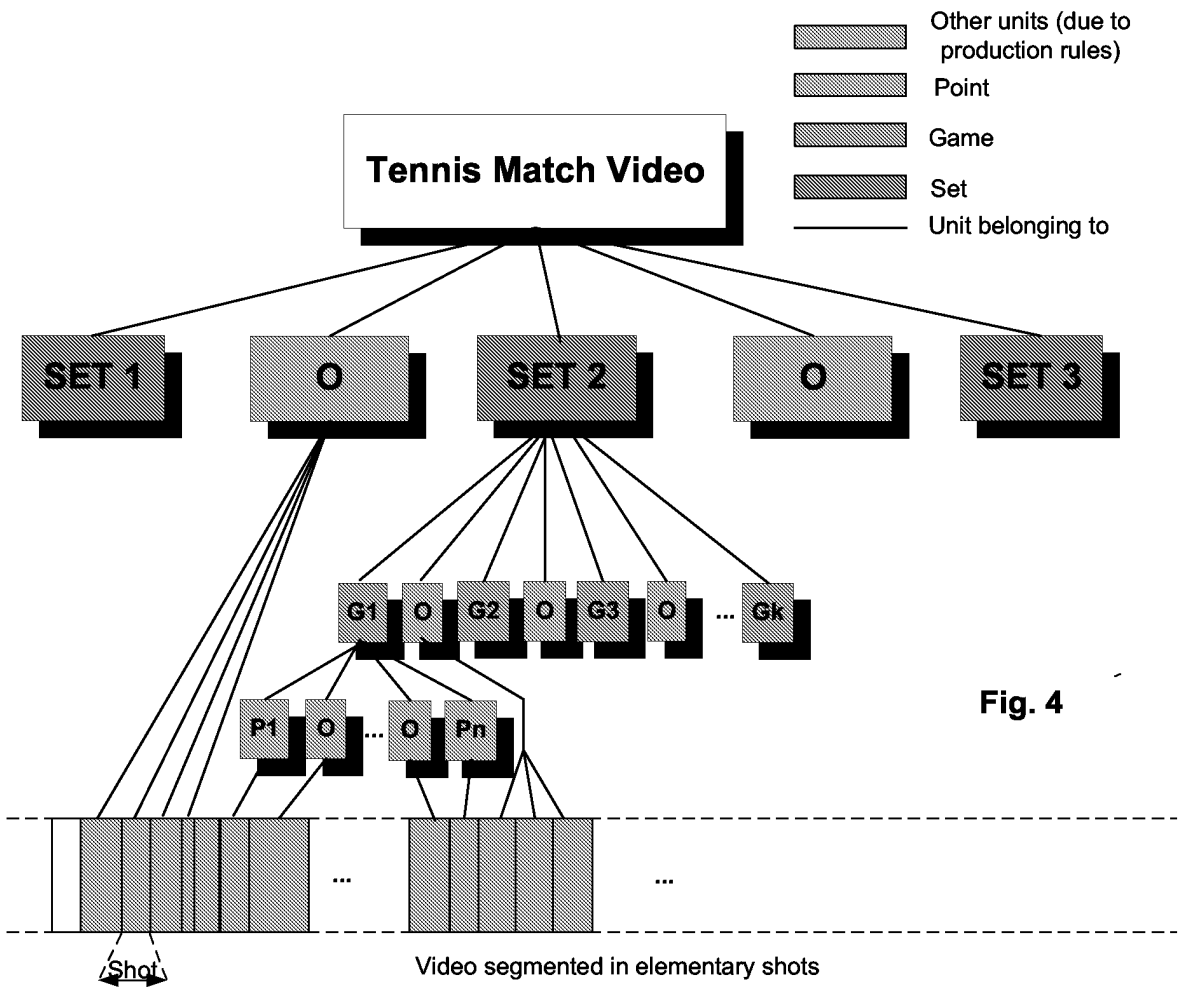 Other units (due to
production rules)
Point
Game
Set
Unit belonging to
Tennis Match Video
SET 1 O SET 2 O SET 3
G1 O G2 O G3 O ... Gk
P1 O ... O Pn
Fig. 4
... ...
Shot
Video segmented in elementary shots